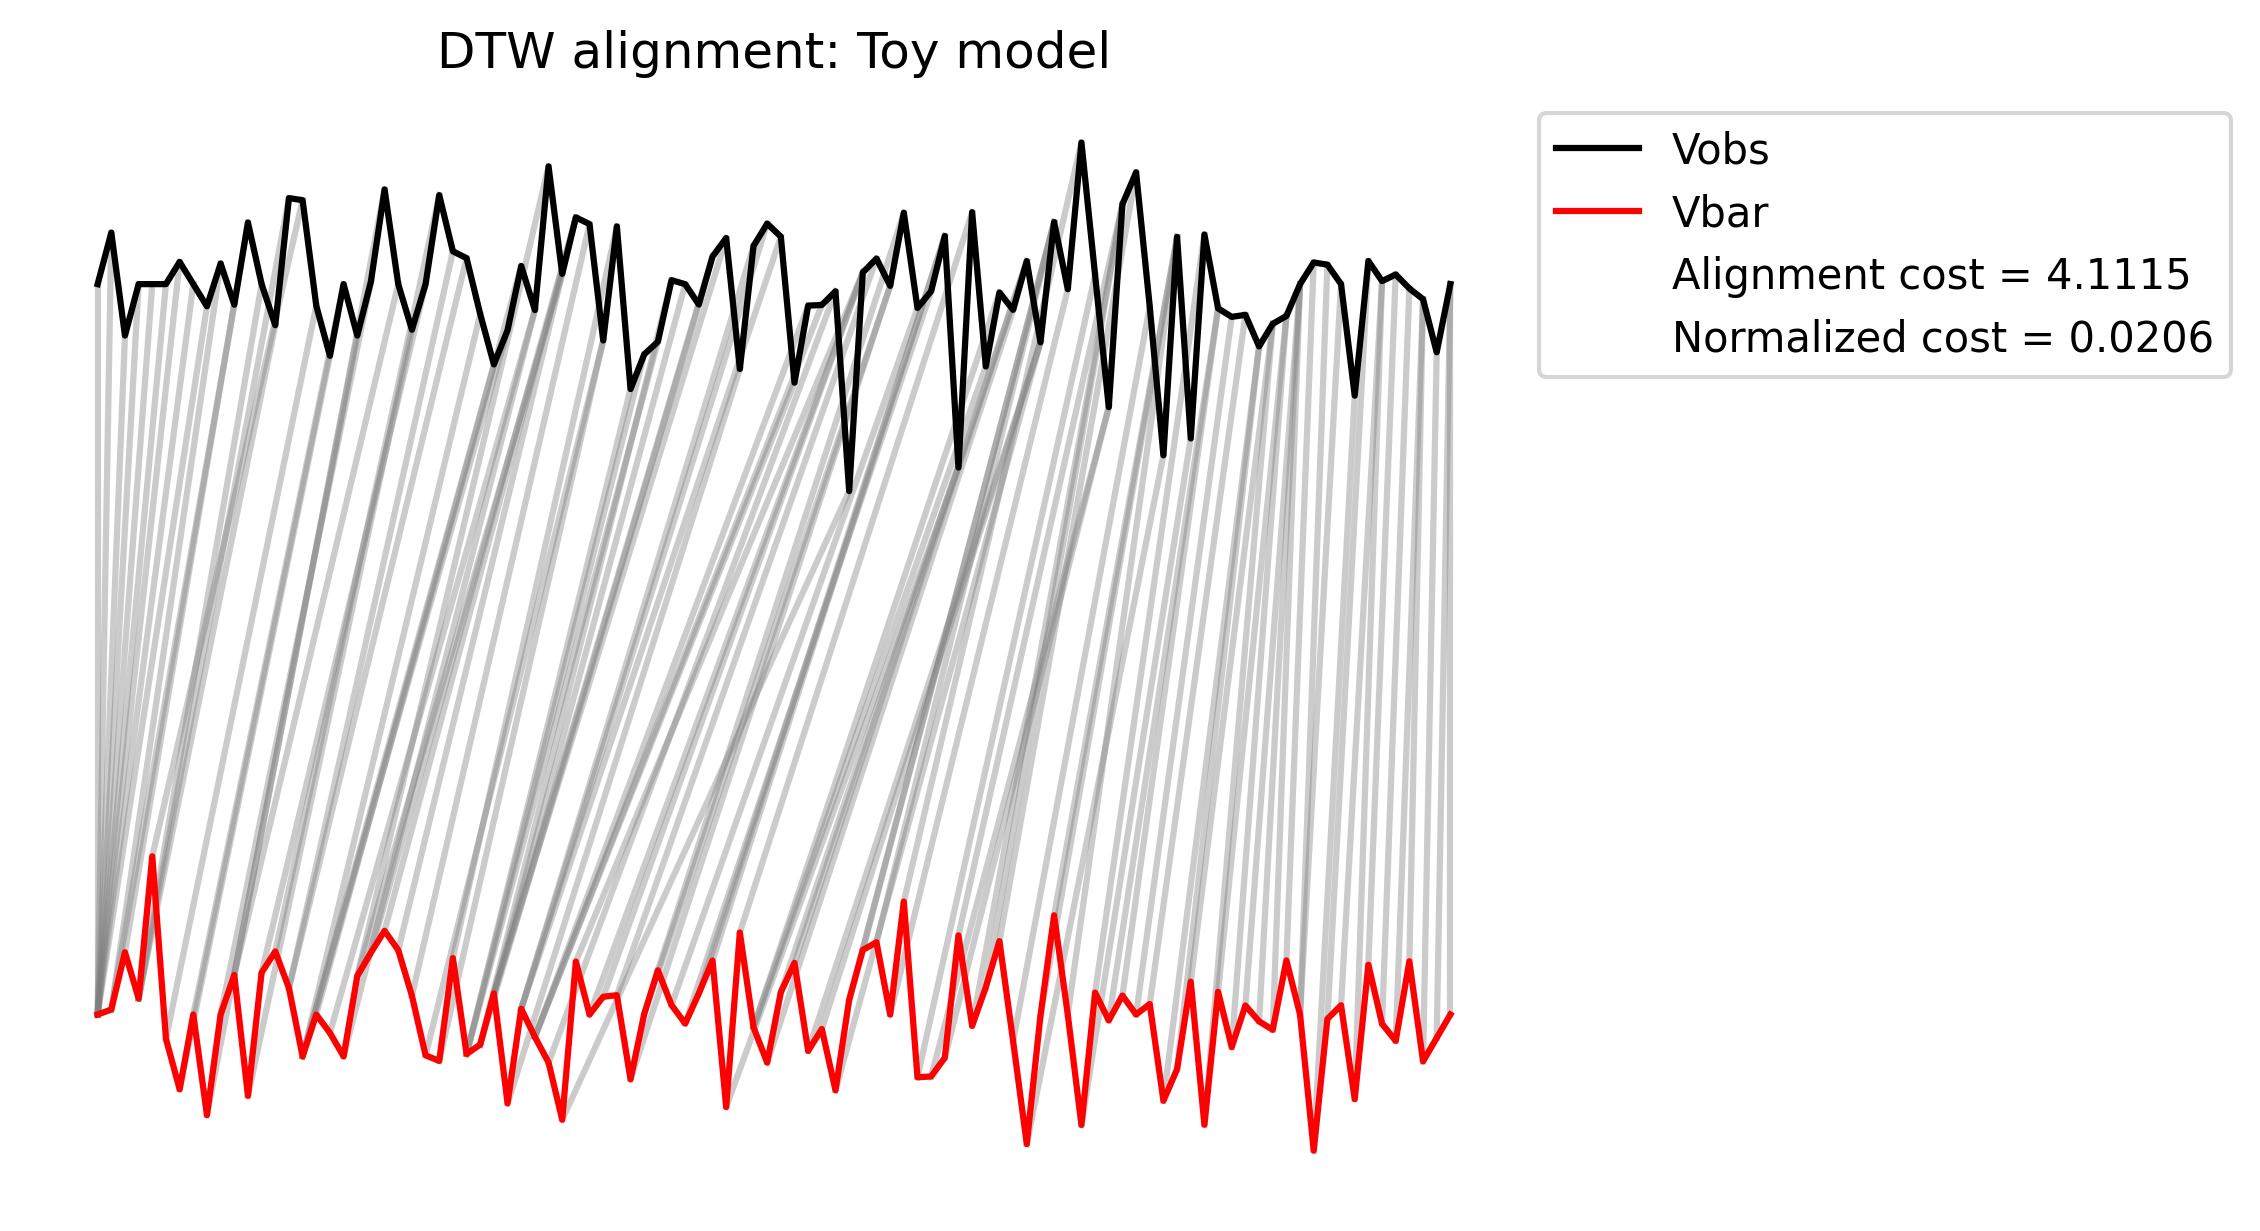 DTW alignment: Toy model
Vobs
Vbar
Alignment cost = 4.1115
Normalized cost = 0.0206